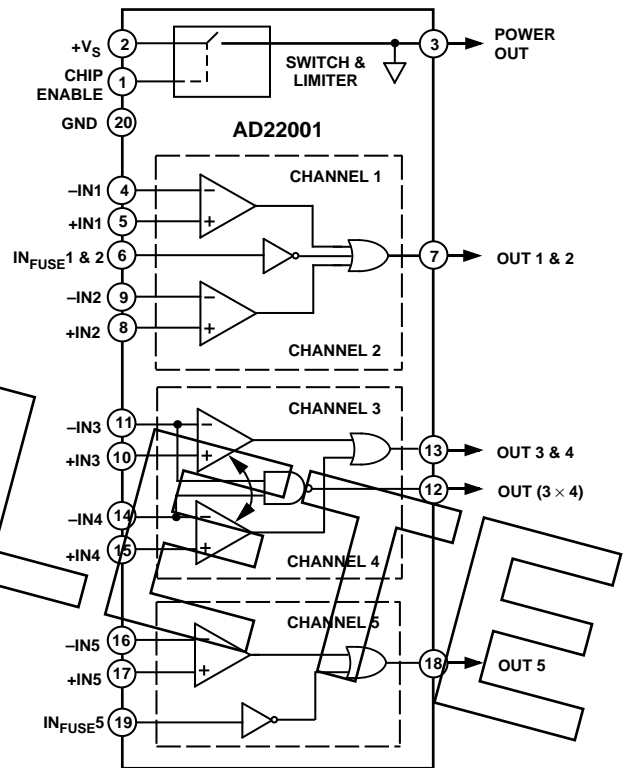 +VS
2
3
POWER
OUT
CHIP
ENABLE
1
SWITCH &
LIMITER
GND
20
AD22001
–IN1
4
–
CHANNEL 1
+IN1
5
+
INFUSE1 & 2
6
7
OUT 1 & 2
–IN2
9
–
+IN2
8
+
CHANNEL 2
–IN3
11
–
CHANNEL 3
+IN3
10
+
13
OUT 3 & 4
12
OUT (3 × 4)
–IN4
14
–
+IN4
15
+
CHANNEL 4
–IN5
16
–
CHANNEL 5
+IN5
17
+
18
OUT 5
INFUSE5
19